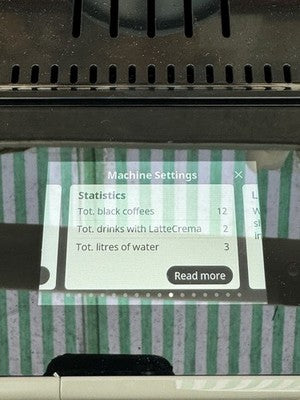 Machine Settings ×
Statistics
Tot. black coffees 12
Tot. drinks with LatteCrema 2
Tot. litres of water 3
Read more